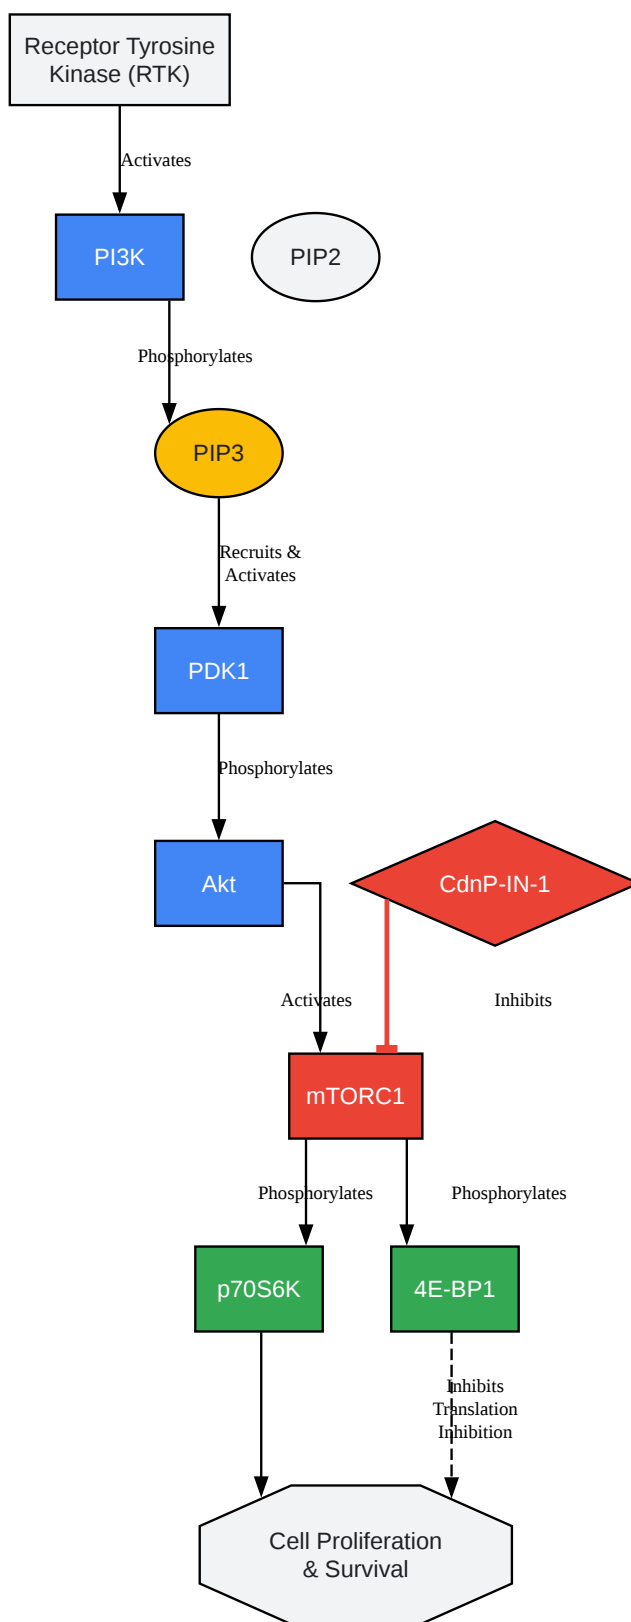 Receptor Tyrosine
Kinase (RTK)
Activates
PI3K
PIP2
Phosphorylates
PIP3
Recruits &
Activates
PDK1
Phosphorylates
Akt
CdnP-IN-1
Activates
Inhibits
mTORC1
Phosphorylates
Phosphorylates
p70S6K
4E-BP1
Inhibits
Translation
Inhibition
Cell Proliferation
& Survival